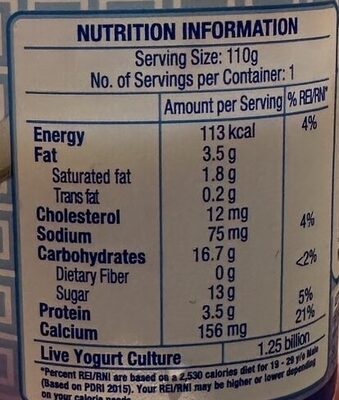 NUTRITION INFORMATION
Serving Size: 110g
No. of Servings per Container: 1
Amount per Serving % REI/RNI*
Energy 113 kcal 4%
Fat 3.5 g
Saturated fat 1.8 g
Trans fat 0.2 g
Cholesterol 12 mg
Sodium 75 mg 4%
Carbohydrates 16.7 g
Dietary Fiber 0 g <2%
Sugar 13 g
Protein 3.5 g 5%
Calcium 156 mg 21%
Live Yogurt Culture 1.25 billion
*Percent REI/RNI are based on a 2,530 calories diet for 19 - 29 y/o Male
(Based on PDRI 2015). Your REI/RNI may be higher or lower depending
on your calorie needs